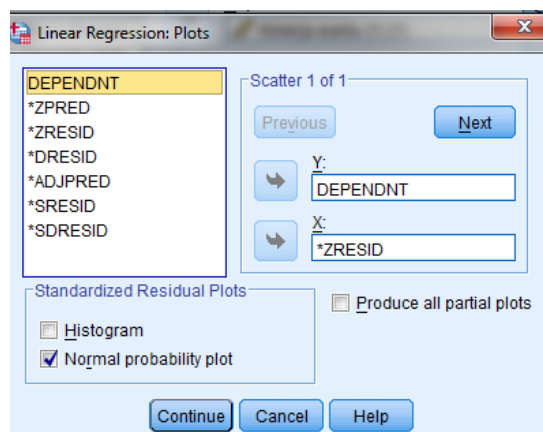 Linear Regression: Plots
DEPENDNT
*ZPRED
*ZRESID
*DRESID
*ADJPRED
*SRESID
*SDRESID
Scatter 1 of 1
Previous
Next
Y:
DEPENDNT
X:
*ZRESID
Standardized Residual Plots
Histogram
Normal probability plot
Produce all partial plots
Continue
Cancel
Help